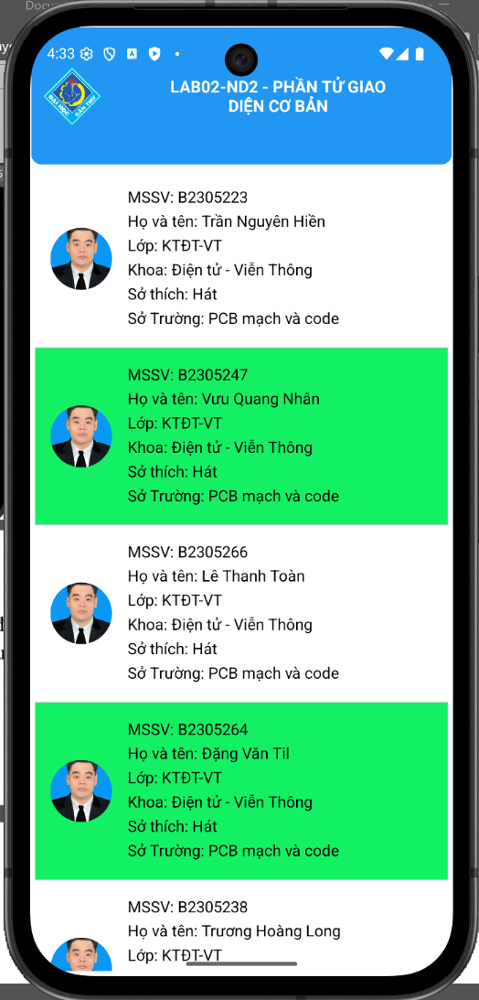 4:33
ĐẠI HỌC CẦN THƠ
LAB02-ND2 - PHẦN TỬ GIAO
DIỆN CƠ BẢN
MSSV: B2305223
Họ và tên: Trần Nguyên Hiền
Lớp: KTĐT-VT
Khoa: Điện tử - Viễn Thông
Sở thích: Hát
Sở Trường: PCB mạch và code
MSSV: B2305247
Họ và tên: Vưu Quang Nhân
Lớp: KTĐT-VT
Khoa: Điện tử - Viễn Thông
Sở thích: Hát
Sở Trường: PCB mạch và code
MSSV: B2305266
Họ và tên: Lê Thanh Toàn
Lớp: KTĐT-VT
Khoa: Điện tử - Viễn Thông
Sở thích: Hát
Sở Trường: PCB mạch và code
MSSV: B2305264
Họ và tên: Đặng Văn Til
Lớp: KTĐT-VT
Khoa: Điện tử - Viễn Thông
Sở thích: Hát
Sở Trường: PCB mạch và code
MSSV: B2305238
Họ và tên: Trương Hoàng Long
Lớp: KTĐT-VT